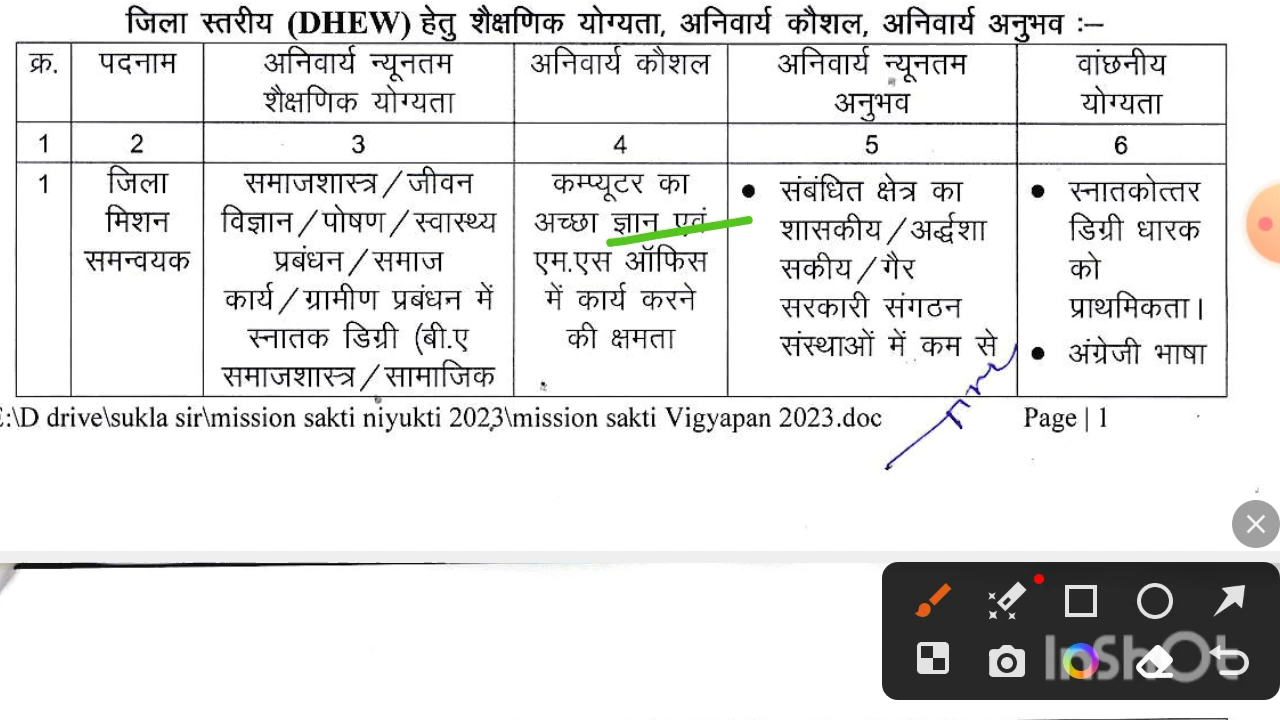 जिला स्तरीय (DHEW) हेतु शैक्षणिक योग्यता, अनिवार्य कौशल, अनिवार्य अनुभव :–
क्र. पदनाम अनिवार्य न्यूनतम शैक्षणिक योग्यता अनिवार्य कौशल अनिवार्य न्यूनतम अनुभव वांछनीय योग्यता
1 2 3 4 5 6
1
जिला
मिशन
समन्वयक
समाजशास्त्र/जीवन
विज्ञान/पोषण/स्वास्थ्य
प्रबंधन/समाज
कार्य/ग्रामीण प्रबंधन में
स्नातक डिग्री (बी.ए
समाजशास्त्र/सामाजिक
कम्प्यूटर का
अच्छा ज्ञान एवं
एम.एस ऑफिस
में कार्य करने
की क्षमता
• संबंधित क्षेत्र का
शासकीय/अर्द्धशा
सकीय/गैर
सरकारी संगठन
संस्थाओं में कम से
• स्नातकोत्तर
डिग्री धारक
को
प्राथमिकता।
• अंग्रेजी भाषा
E:\D drive\sukla sir\mission sakti niyukti 2023\mission sakti Vigyapan 2023.doc Page | 1
InShOt